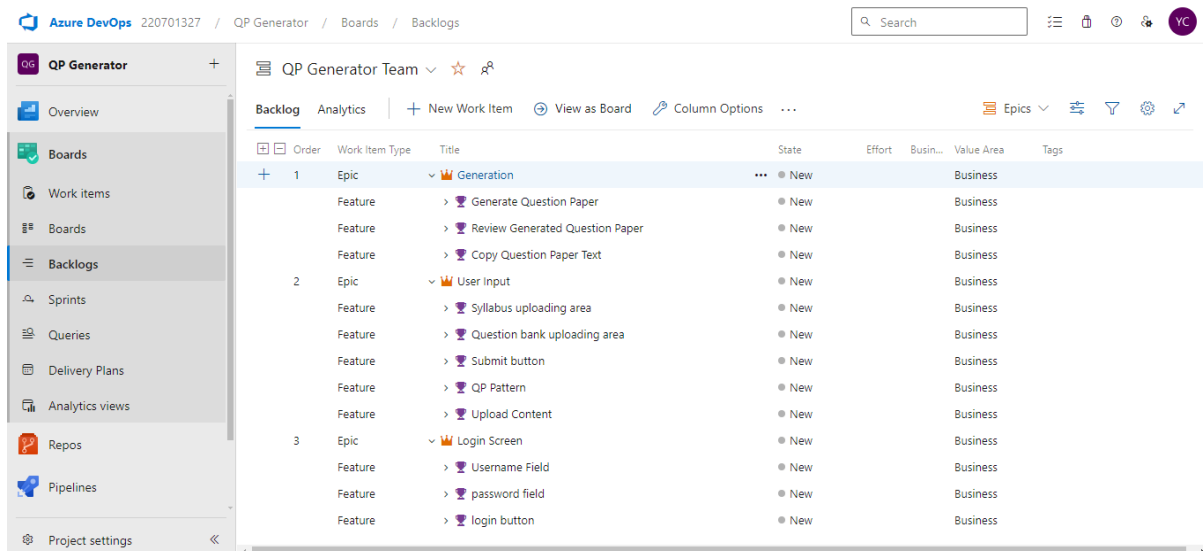 Azure DevOps 220701327 / QP Generator / Boards / Backlogs
Search
YC
QG QP Generator
Overview
Boards
Work items
Boards
Backlogs
Sprints
Queries
Delivery Plans
Analytics views
Repos
Pipelines
Project settings
QP Generator Team
Backlog Analytics New Work Item View as Board Column Options ... Epics
Order Work Item Type Title State Effort Busin... Value Area Tags
1 Epic Generation ... New Business
Feature Generate Question Paper New Business
Feature Review Generated Question Paper New Business
Feature Copy Question Paper Text New Business
2 Epic User Input New Business
Feature Syllabus uploading area New Business
Feature Question bank uploading area New Business
Feature Submit button New Business
Feature QP Pattern New Business
Feature Upload Content New Business
3 Epic Login Screen New Business
Feature Username Field New Business
Feature password field New Business
Feature login button New Business